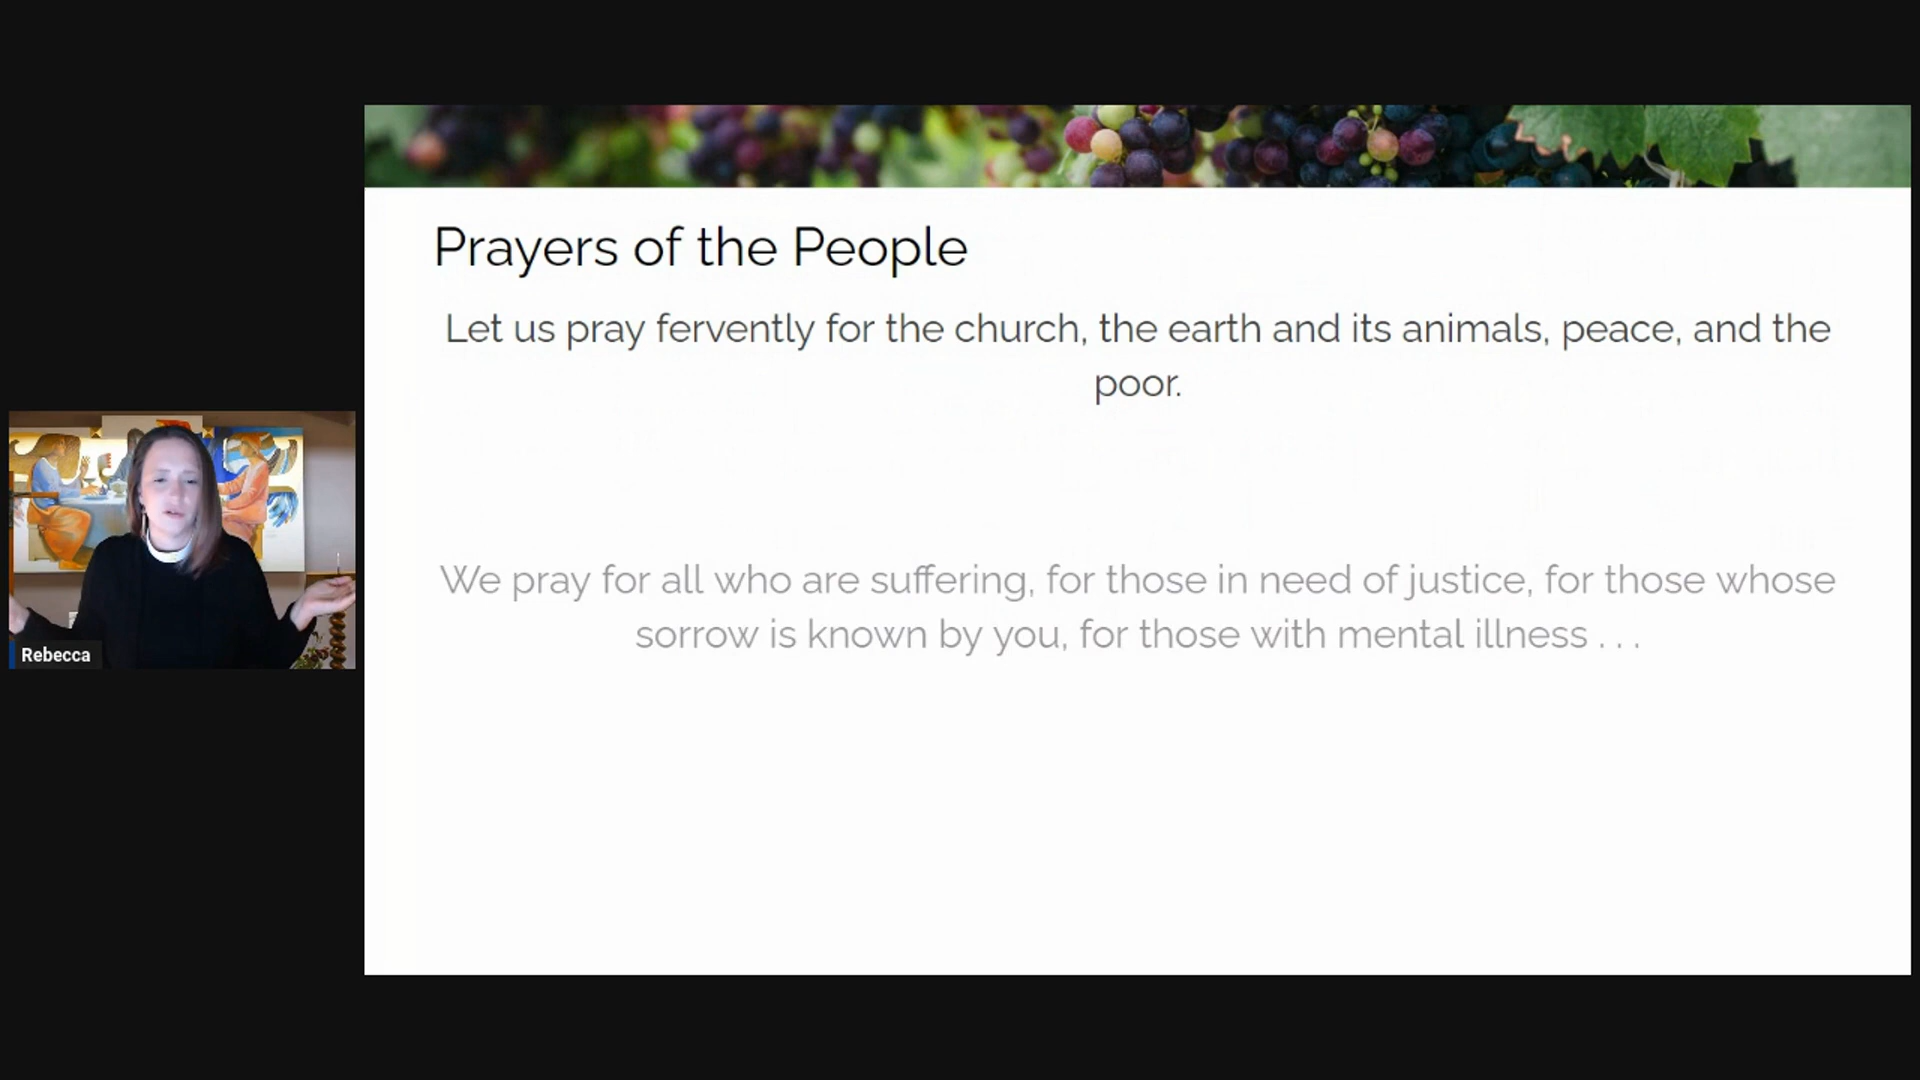 Prayers of the People
Let us pray fervently for the church, the earth and its animals, peace, and the
poor.
We pray for all who are suffering, for those in need of justice, for those whose
sorrow is known by you, for those with mental illness . . .
Rebecca